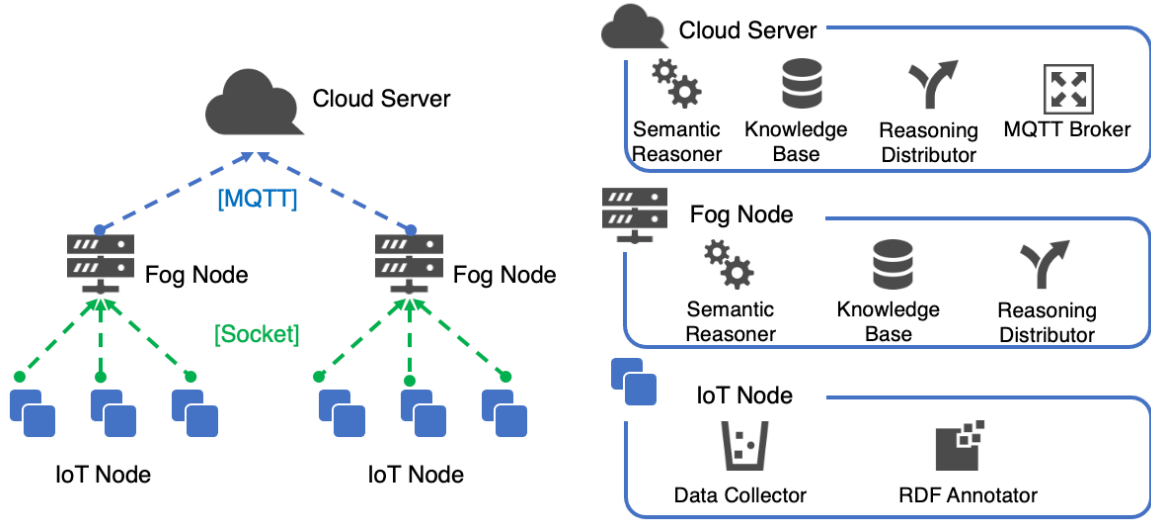 Cloud Server
[MQTT]
Fog Node
Fog Node
[Socket]
IoT Node
IoT Node
Cloud Server
Semantic
Reasoner
Knowledge
Base
Reasoning
Distributor
MQTT Broker
Fog Node
Semantic
Reasoner
Knowledge
Base
Reasoning
Distributor
IoT Node
Data Collector
RDF Annotator